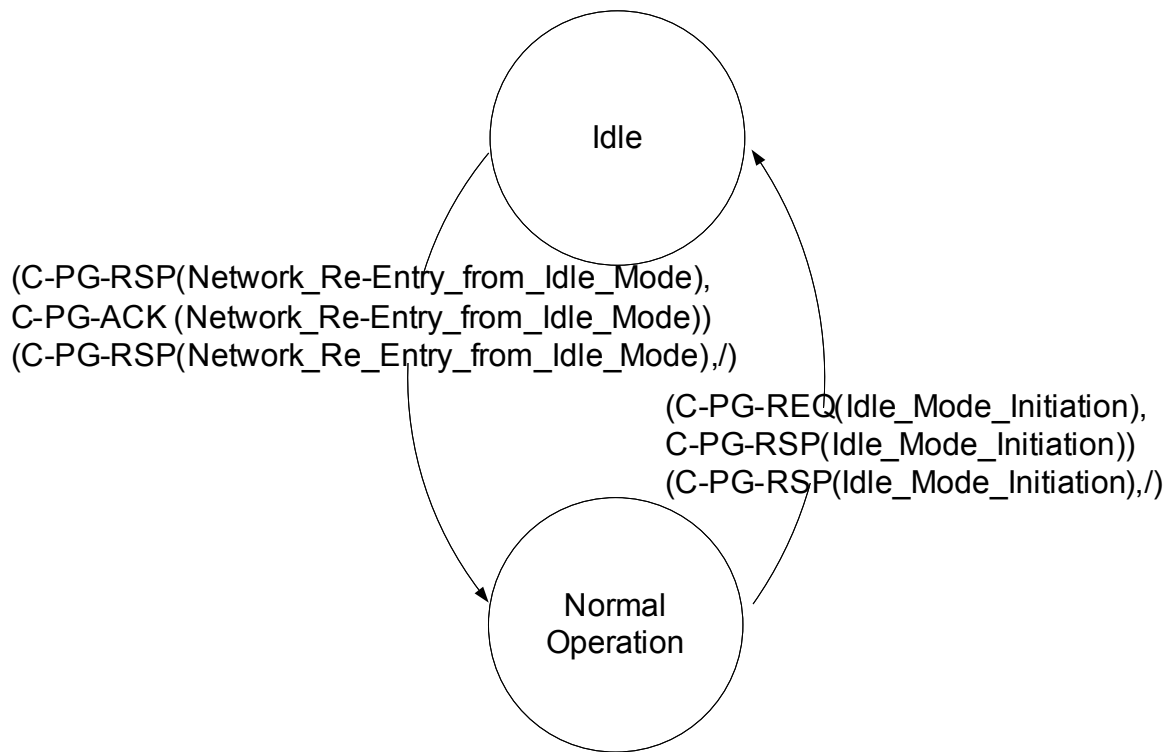 Idle
(C-PG-RSP(Network_Re-Entry_from_Idle_Mode),
C-PG-ACK (Network_Re-Entry_from_Idle_Mode))
(C-PG-RSP(Network_Re_Entry_from_Idle_Mode),/)
(C-PG-REQ(Idle_Mode_Initiation),
C-PG-RSP(Idle_Mode_Initiation))
(C-PG-RSP(Idle_Mode_Initiation),/)
Normal
Operation